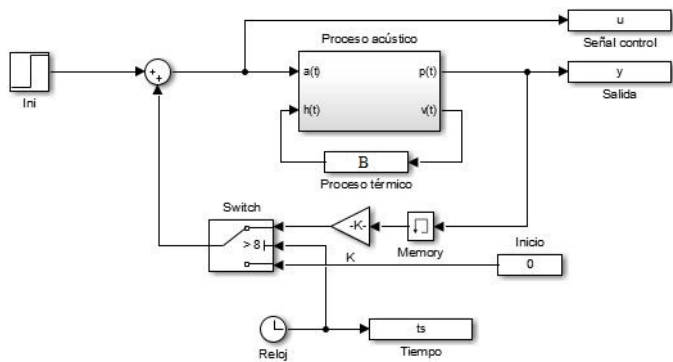 u
Señal control
Proceso acústico
Ini
a(t)
p(t)
y
Salida
h(t)
v(t)
B
Proceso térmico
Switch
> 8
-K-
K
Memory
Inicio
0
Reloj
ts
Tiempo